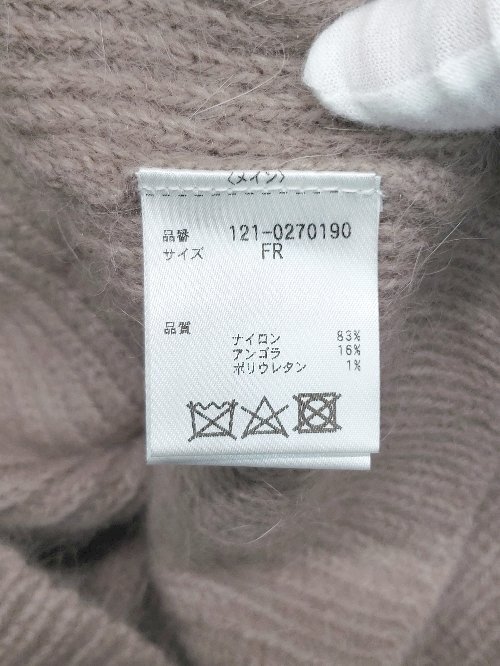 〈メイン〉
品番 121-0270190
サイズ FR
品質 ナイロン 83%
アンゴラ 16%
ポリウレタン 1%